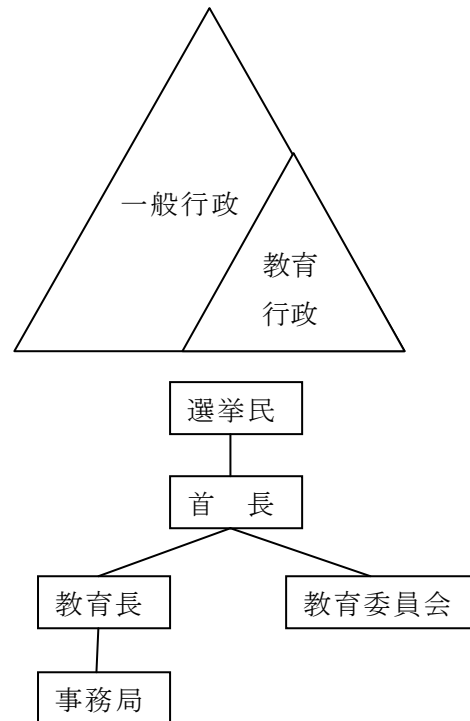 一般行政
教育
行政
選挙民
首　長
教育長
教育委員会
事務局